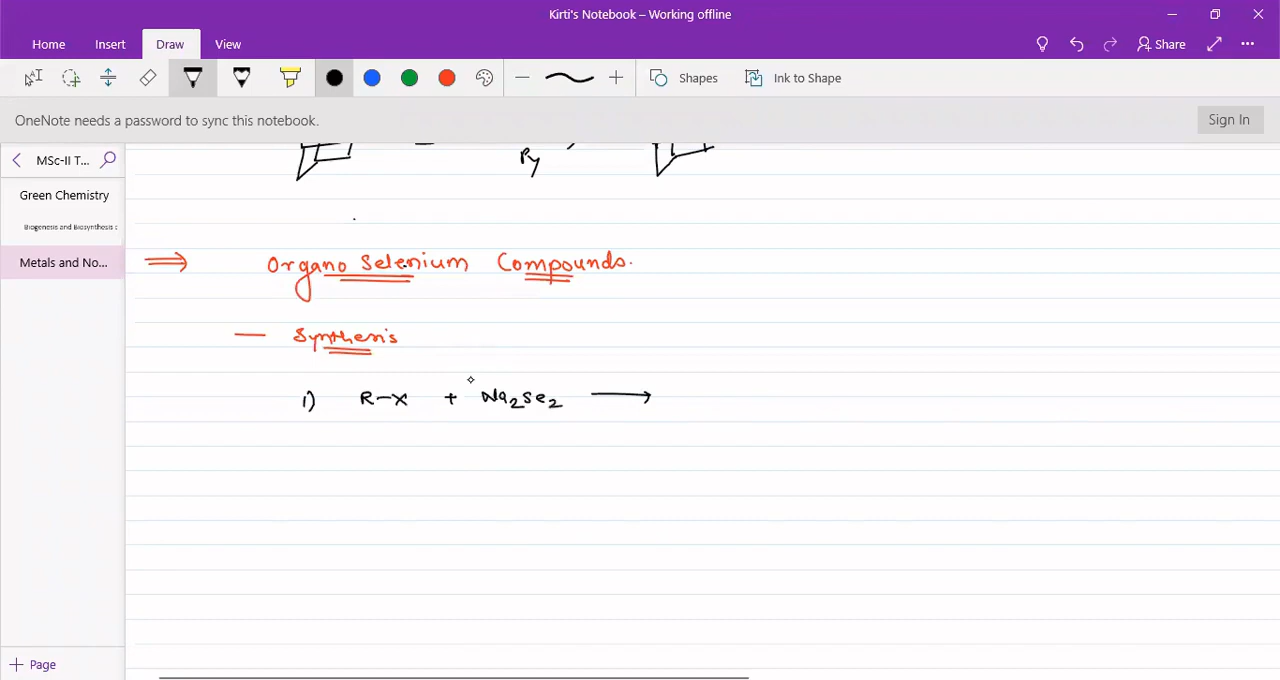 Kirti's Notebook – Working offline
Home Insert Draw View Share
Shapes Ink to Shape
OneNote needs a password to sync this notebook. Sign In
MSc-II T...
Green Chemistry
Biogenesis and Biosynthesis
Metals and No...
Py
⇒ Organo Selenium Compounds.
— Synthesis
1) R-X + Na₂Se₂ ⟶
+ Page